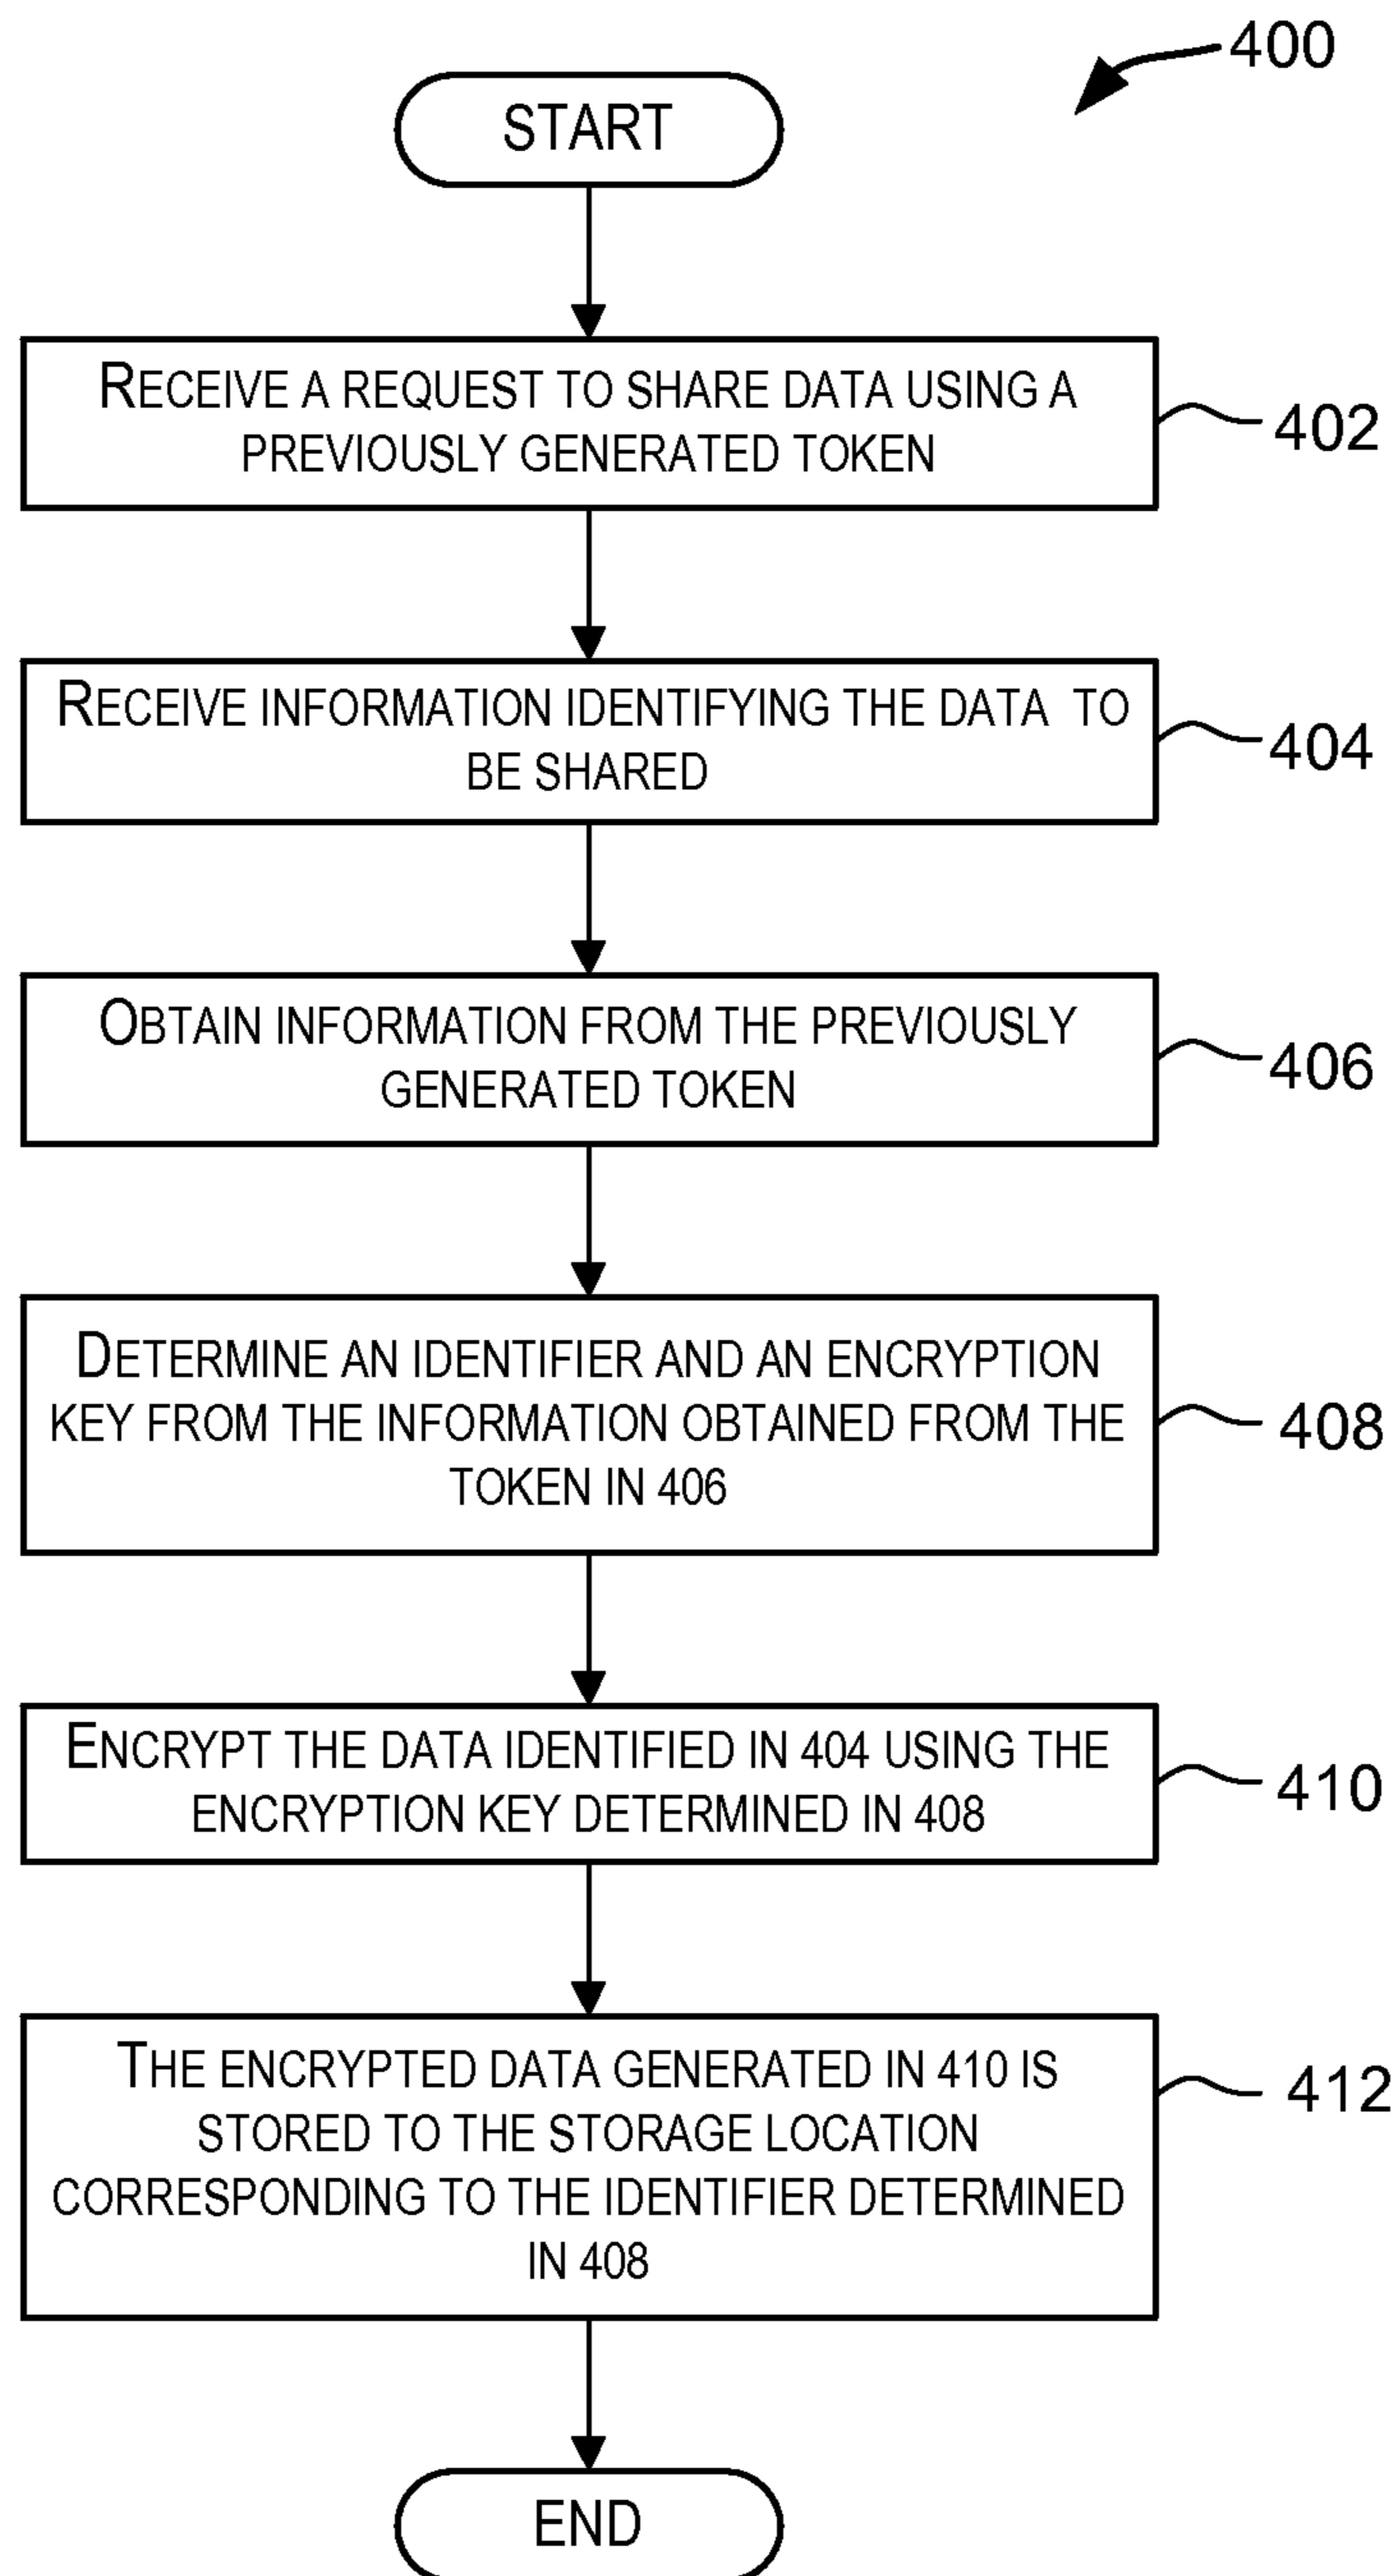 400
START
RECEIVE A REQUEST TO SHARE DATA USING A
PREVIOUSLY GENERATED TOKEN
402
RECEIVE INFORMATION IDENTIFYING THE DATA TO
BE SHARED
404
OBTAIN INFORMATION FROM THE PREVIOUSLY
GENERATED TOKEN
406
DETERMINE AN IDENTIFIER AND AN ENCRYPTION
KEY FROM THE INFORMATION OBTAINED FROM THE
TOKEN IN 406
408
ENCRYPT THE DATA IDENTIFIED IN 404 USING THE
ENCRYPTION KEY DETERMINED IN 408
410
THE ENCRYPTED DATA GENERATED IN 410 IS
STORED TO THE STORAGE LOCATION
CORRESPONDING TO THE IDENTIFIER DETERMINED
IN 408
412
END